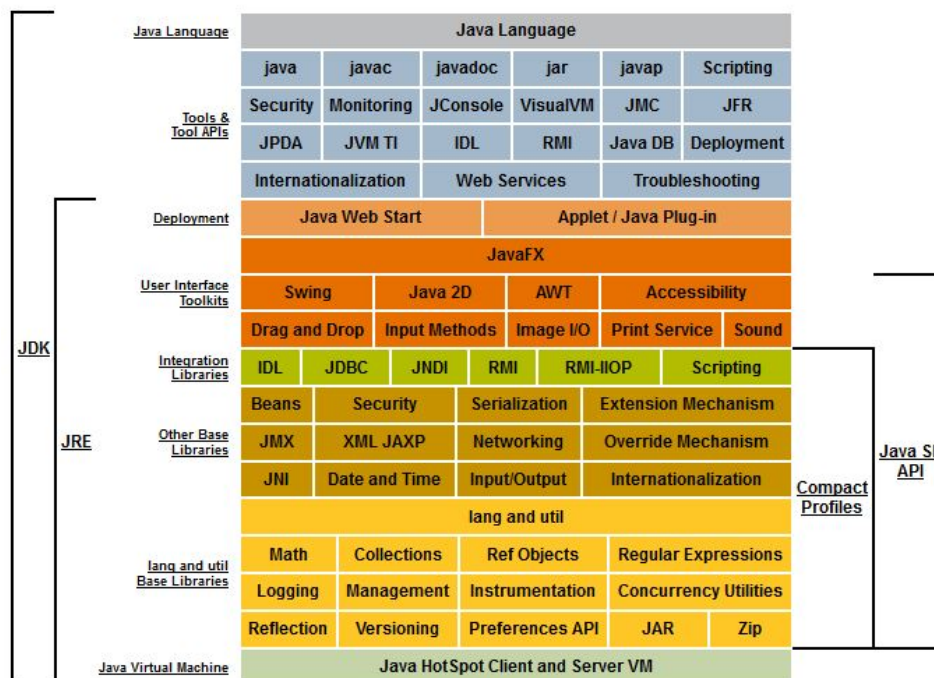 Java Language Java Language
java javac javadoc jar javap Scripting
Security Monitoring JConsole VisualVM JMC JFR
Tools &
Tool APIs
JPDA JVM TI IDL RMI Java DB Deployment
Internationalization Web Services Troubleshooting
Deployment Java Web Start Applet / Java Plug-in
JavaFX
User Interface
Toolkits
Swing Java 2D AWT Accessibility
Drag and Drop Input Methods Image I/O Print Service Sound
JDK
Integration
Libraries
IDL JDBC JNDI RMI RMI-IIOP Scripting
Beans Security Serialization Extension Mechanism
Other Base
Libraries
JRE
JMX XML JAXP Networking Override Mechanism
Java SE
API
JNI Date and Time Input/Output Internationalization
Compact
Profiles
lang and util
lang and util
Base Libraries
Math Collections Ref Objects Regular Expressions
Logging Management Instrumentation Concurrency Utilities
Reflection Versioning Preferences API JAR Zip
Java Virtual Machine Java HotSpot Client and Server VM